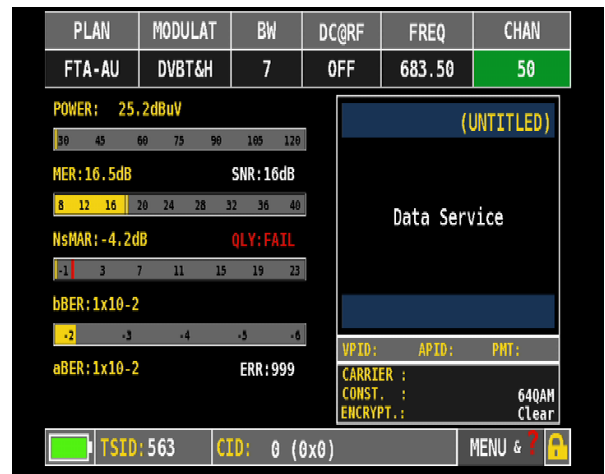 PLAN MODULAT BW DC@RF FREQ CHAN
FTA-AU DVBT&H 7 OFF 683.50 50
POWER: 25.2dBuV
30 45 60 75 90 105 120
MER:16.5dB SNR:16dB
8 12 16 20 24 28 32 36 40
NsMAR:-4.2dB QLY:FAIL
-1 3 7 11 15 19 23
bBER:1x10-2
-2 -3 -4 -5 -6
aBER:1x10-2 ERR:999
(UNTITLED)
Data Service
VPID: APID: PMT:
CARRIER :
CONST. : 64QAM
ENCRYPT.: Clear
TSID:563 CID: 0 (0x0) MENU & ?